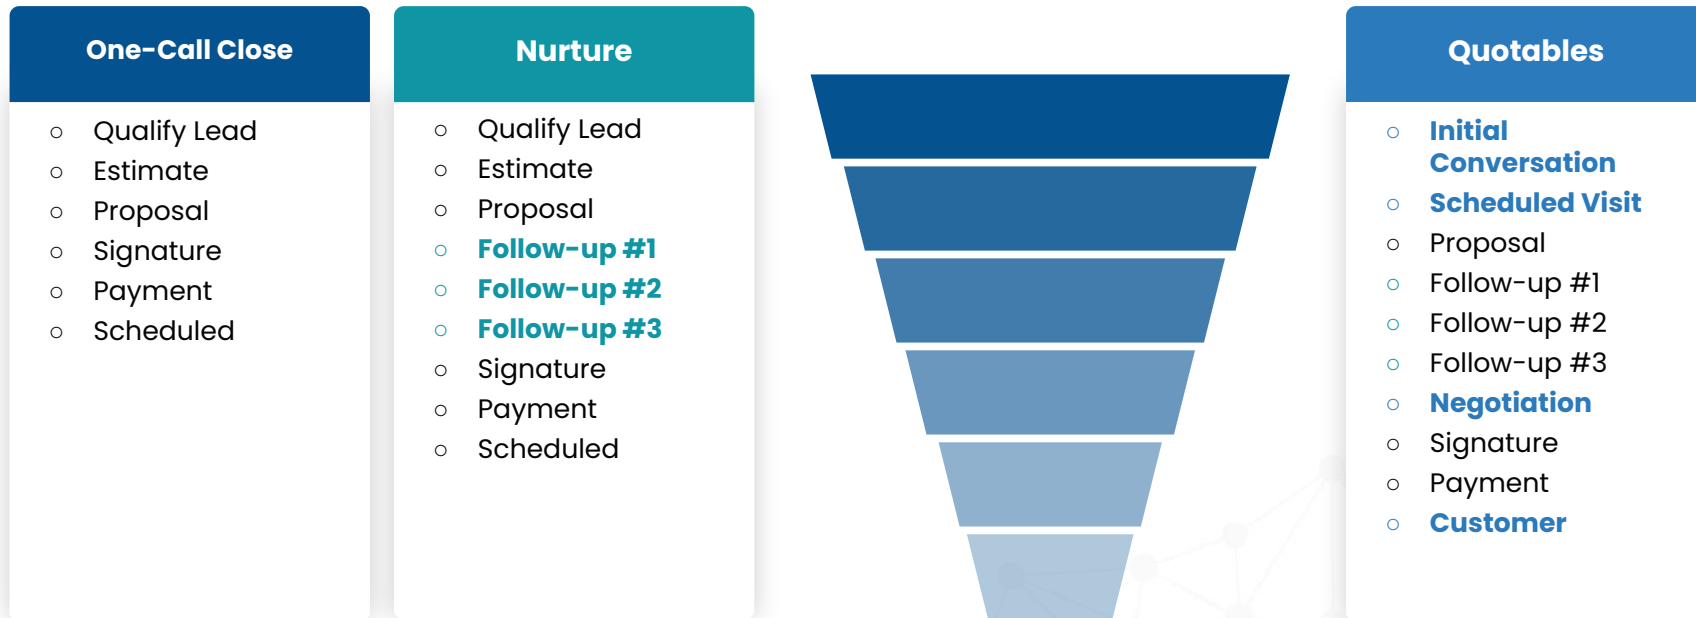 One-Call Close
Qualify Lead
Estimate
Proposal
Signature
Payment
Scheduled
Nurture
Qualify Lead
Estimate
Proposal
Follow-up #1
Follow-up #2
Follow-up #3
Signature
Payment
Scheduled
Quotables
Initial
Conversation
Scheduled Visit
Proposal
Follow-up #1
Follow-up #2
Follow-up #3
Negotiation
Signature
Payment
Customer